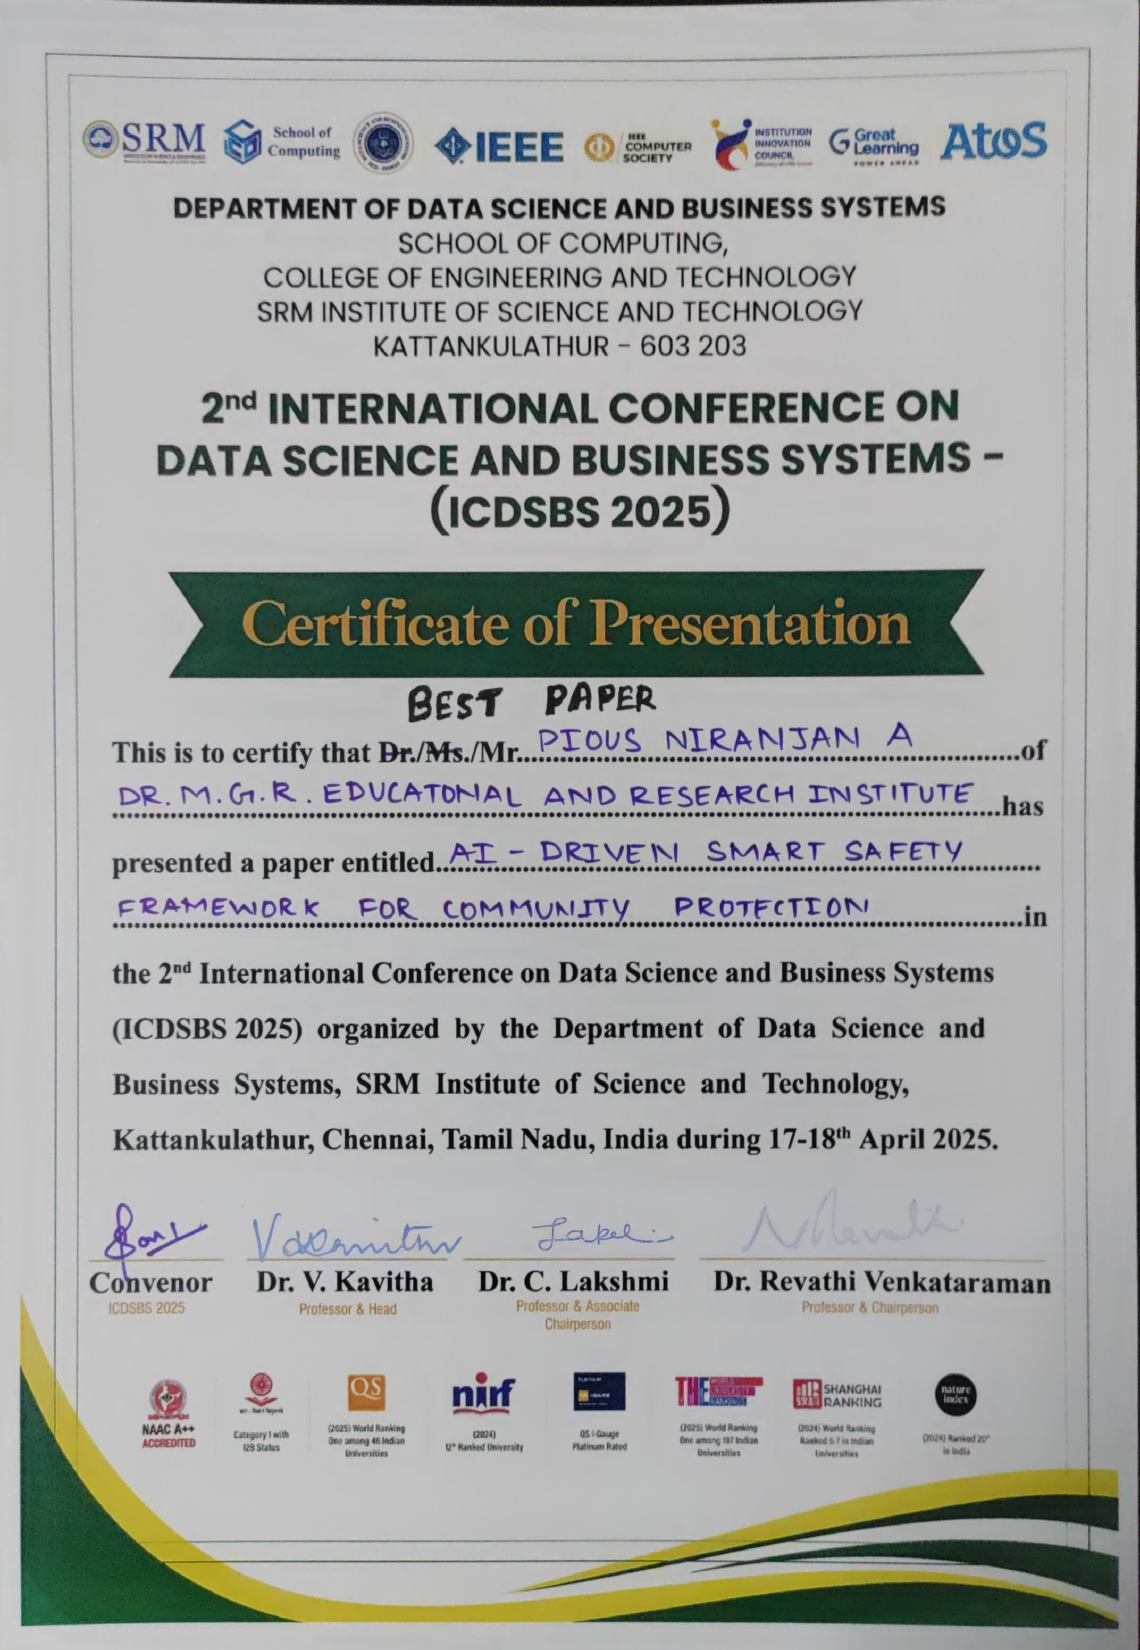 SRM
School of
Computing
IEEE
IEEE
COMPUTER
SOCIETY
INSTITUTION
INNOVATION
COUNCIL
Great
Learning
POWER AHEAD
Atos
DEPARTMENT OF DATA SCIENCE AND BUSINESS SYSTEMS
SCHOOL OF COMPUTING,
COLLEGE OF ENGINEERING AND TECHNOLOGY
SRM INSTITUTE OF SCIENCE AND TECHNOLOGY
KATTANKULATHUR – 603 203
2nd INTERNATIONAL CONFERENCE ON
DATA SCIENCE AND BUSINESS SYSTEMS –
(ICDSBS 2025)
Certificate of Presentation
BEST PAPER
This is to certify that Dr./Ms./Mr. PIOUS NIRANJAN A of
DR. M.G.R. EDUCATONAL AND RESEARCH INSTITUTE has
presented a paper entitled AI - DRIVEN SMART SAFETY
FRAMEWORK FOR COMMUNITY PROTECTION in
the 2nd International Conference on Data Science and Business Systems
(ICDSBS 2025) organized by the Department of Data Science and
Business Systems, SRM Institute of Science and Technology,
Kattankulathur, Chennai, Tamil Nadu, India during 17-18th April 2025.
Convenor
ICDSBS 2025
Dr. V. Kavitha
Professor & Head
Dr. C. Lakshmi
Professor & Associate
Chairperson
Dr. Revathi Venkataraman
Professor & Chairperson
NAAC A++
ACCREDITED
Category I with
12B Status
QS
(2025) World Ranking
One among 46 Indian
Universities
nirf
(2024)
12th Ranked University
QS I-Gauge
Platinum Rated
THE WORLD UNIVERSITY RANKINGS
(2025) World Ranking
One among 107 Indian
Universities
SHANGHAI
RANKING
(2024) World Ranking
Ranked 5-7 in Indian
Universities
nature
index
(2024) Ranked 20th
in India